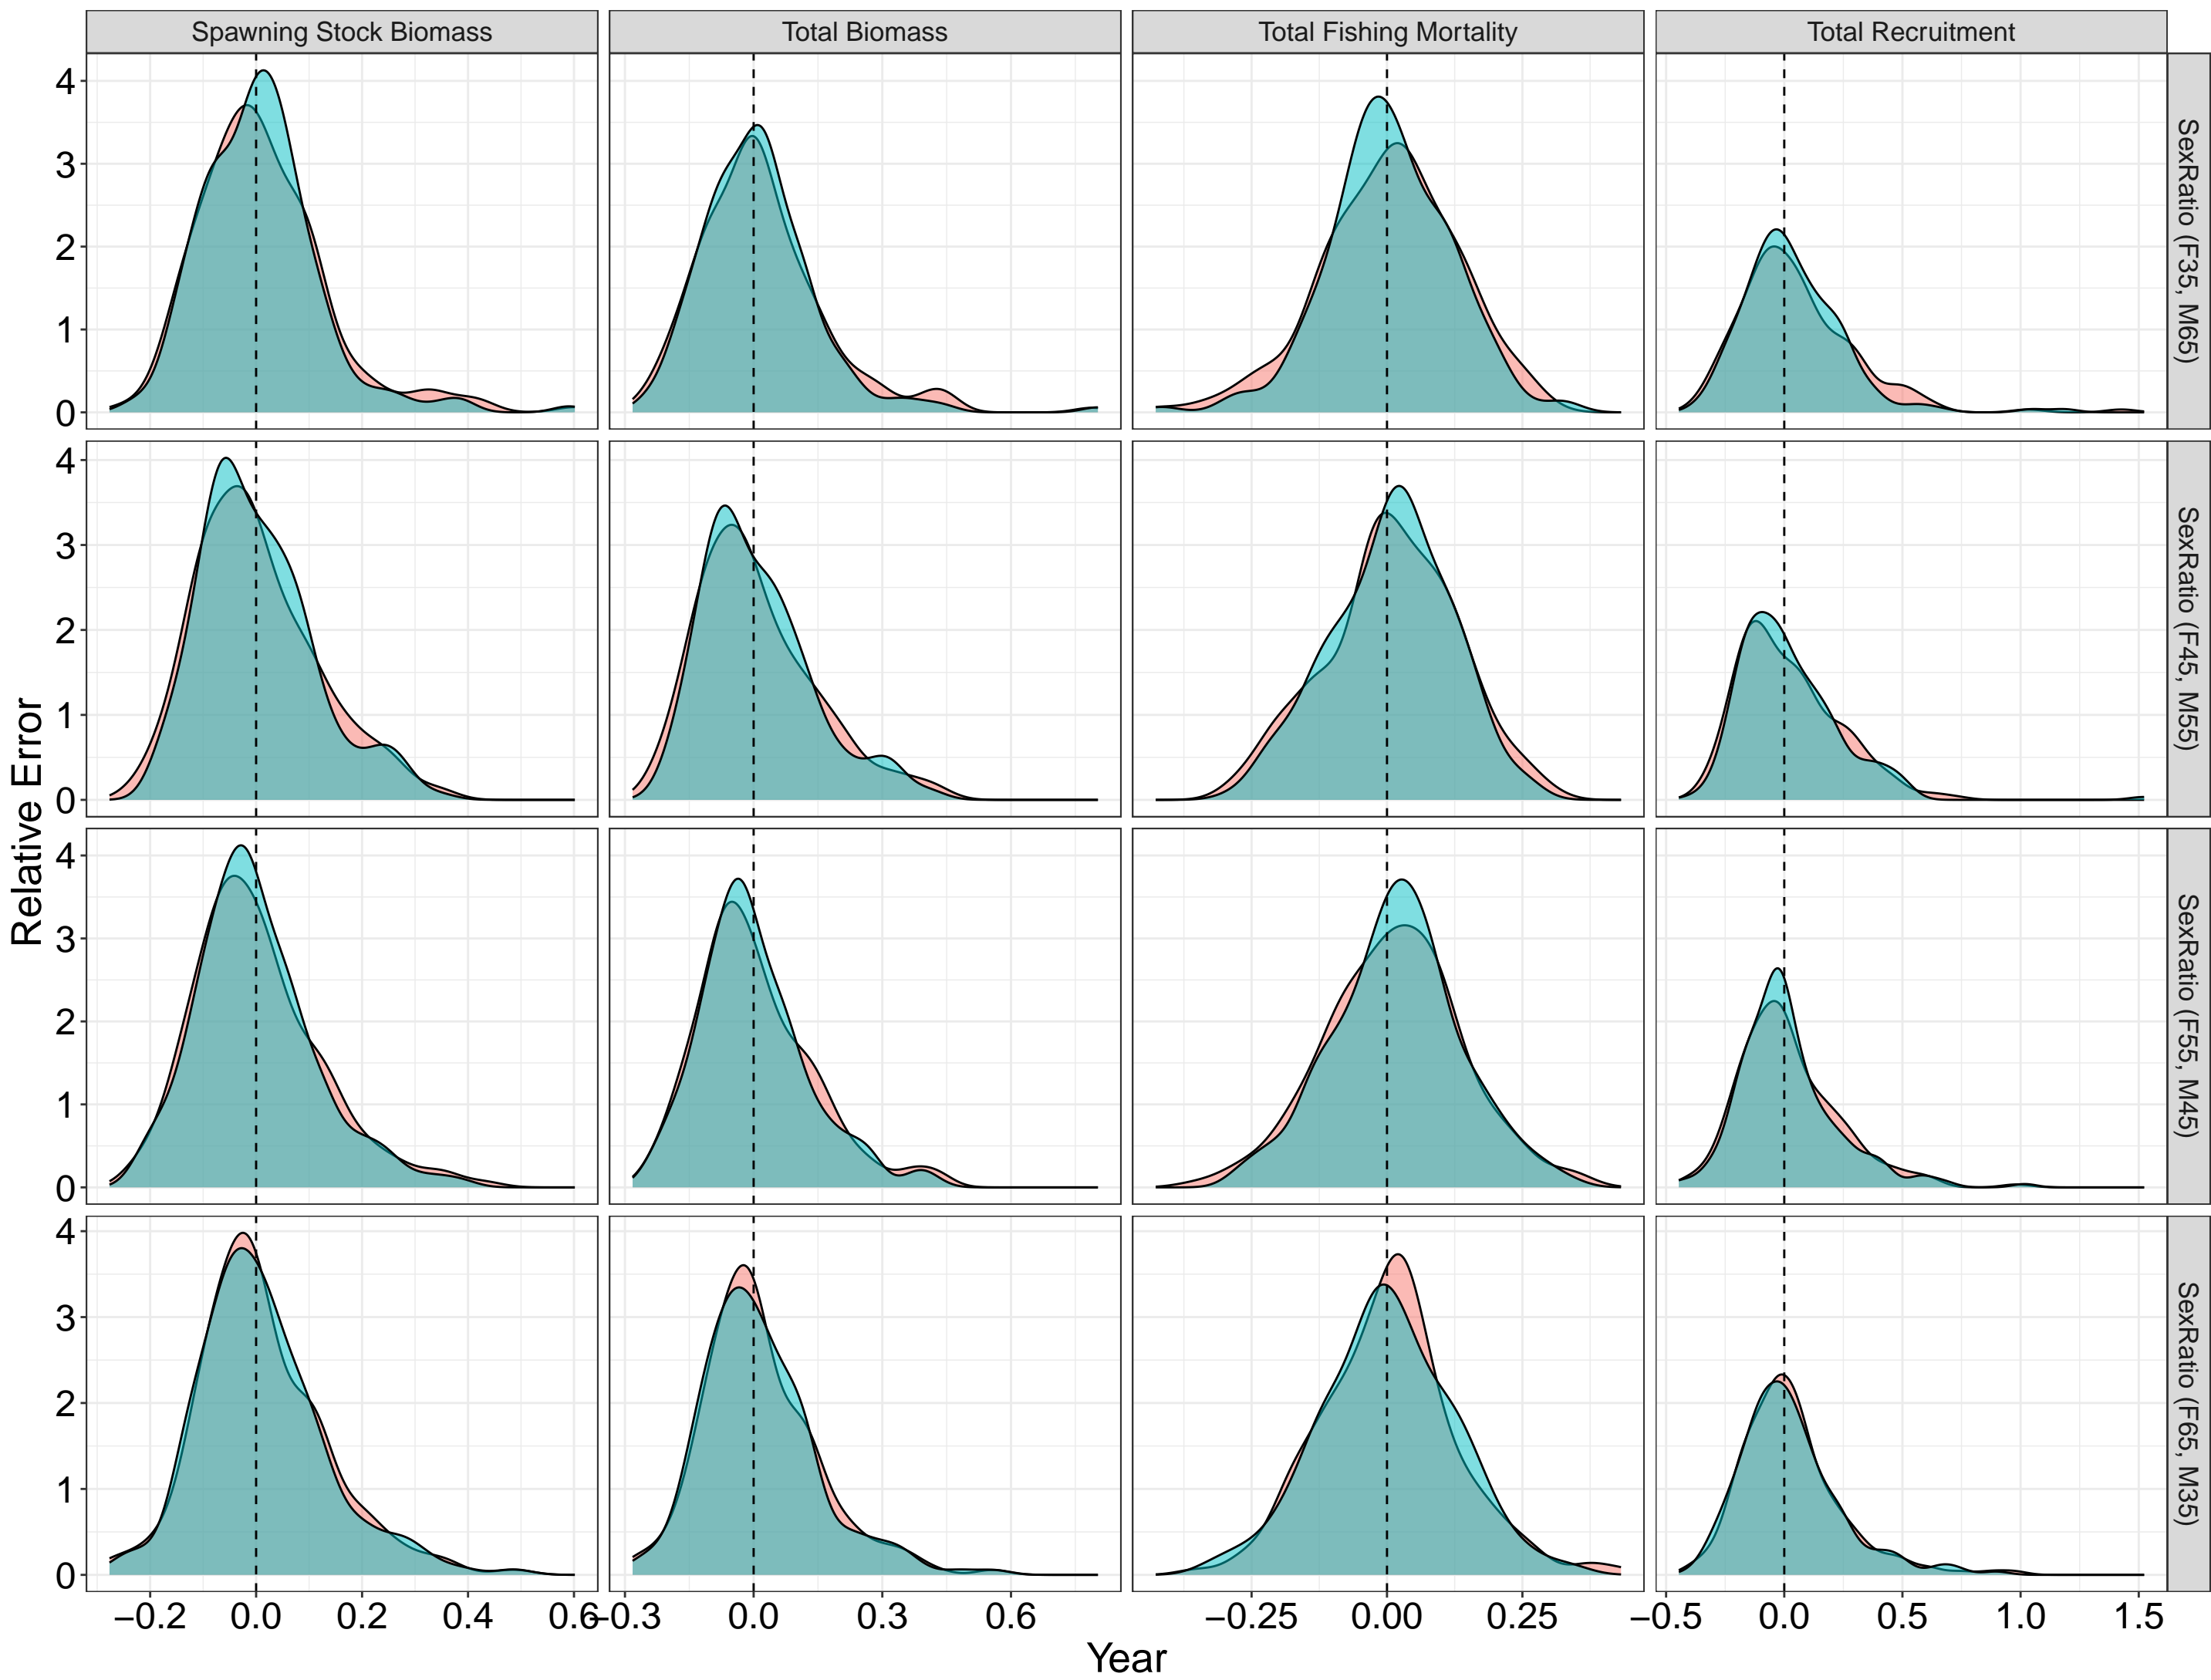 Spawning Stock Biomass
Total Biomass
Total Fishing Mortality
Total Recruitment
4
3
2
1
0
SexRatio (F35, M65)
4
3
2
1
0
SexRatio (F45, M55)
Relative Error
4
3
2
1
0
SexRatio (F55, M45)
4
3
2
1
0
SexRatio (F65, M35)
−0.2 0.0 0.2 0.4 0.6
−0.3 0.0 0.3 0.6
−0.25 0.00 0.25
−0.5 0.0 0.5 1.0 1.5
Year